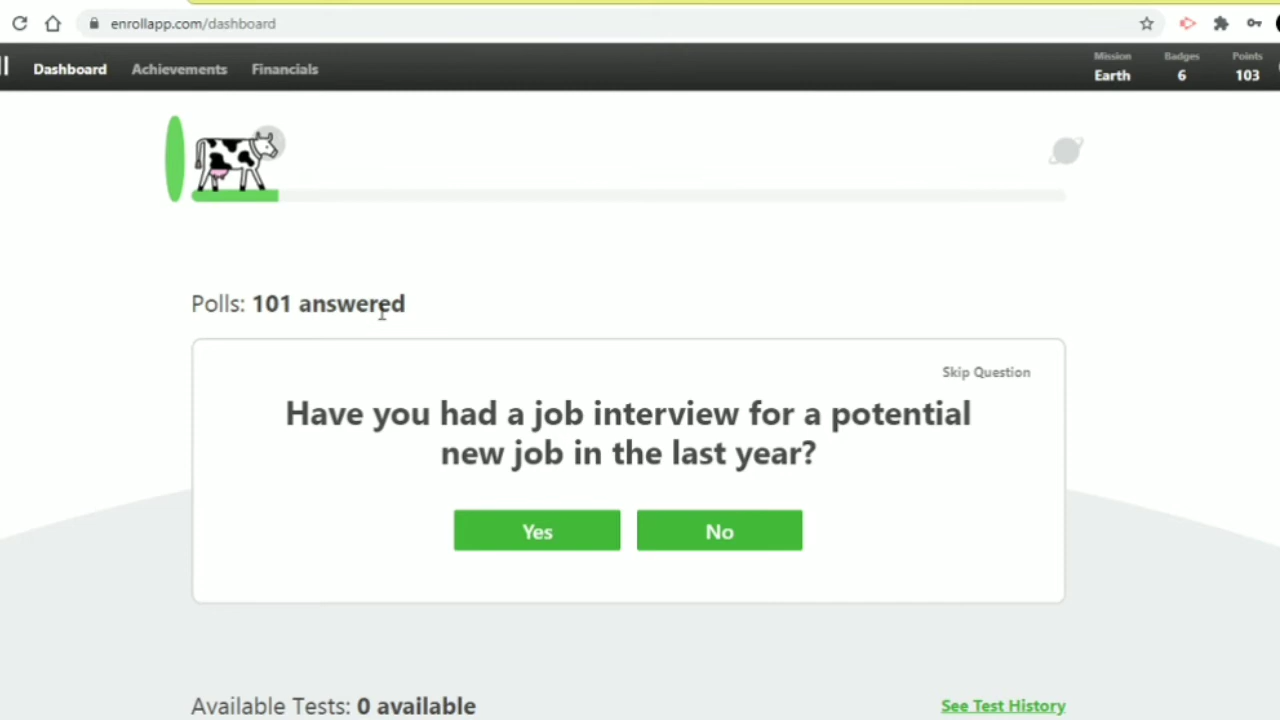 enrollapp.com/dashboard
Dashboard Achievements Financials
Mission Badges Points
Earth 6 103
Polls: 101 answered
Skip Question
Have you had a job interview for a potential
new job in the last year?
Yes No
Available Tests: 0 available See Test History